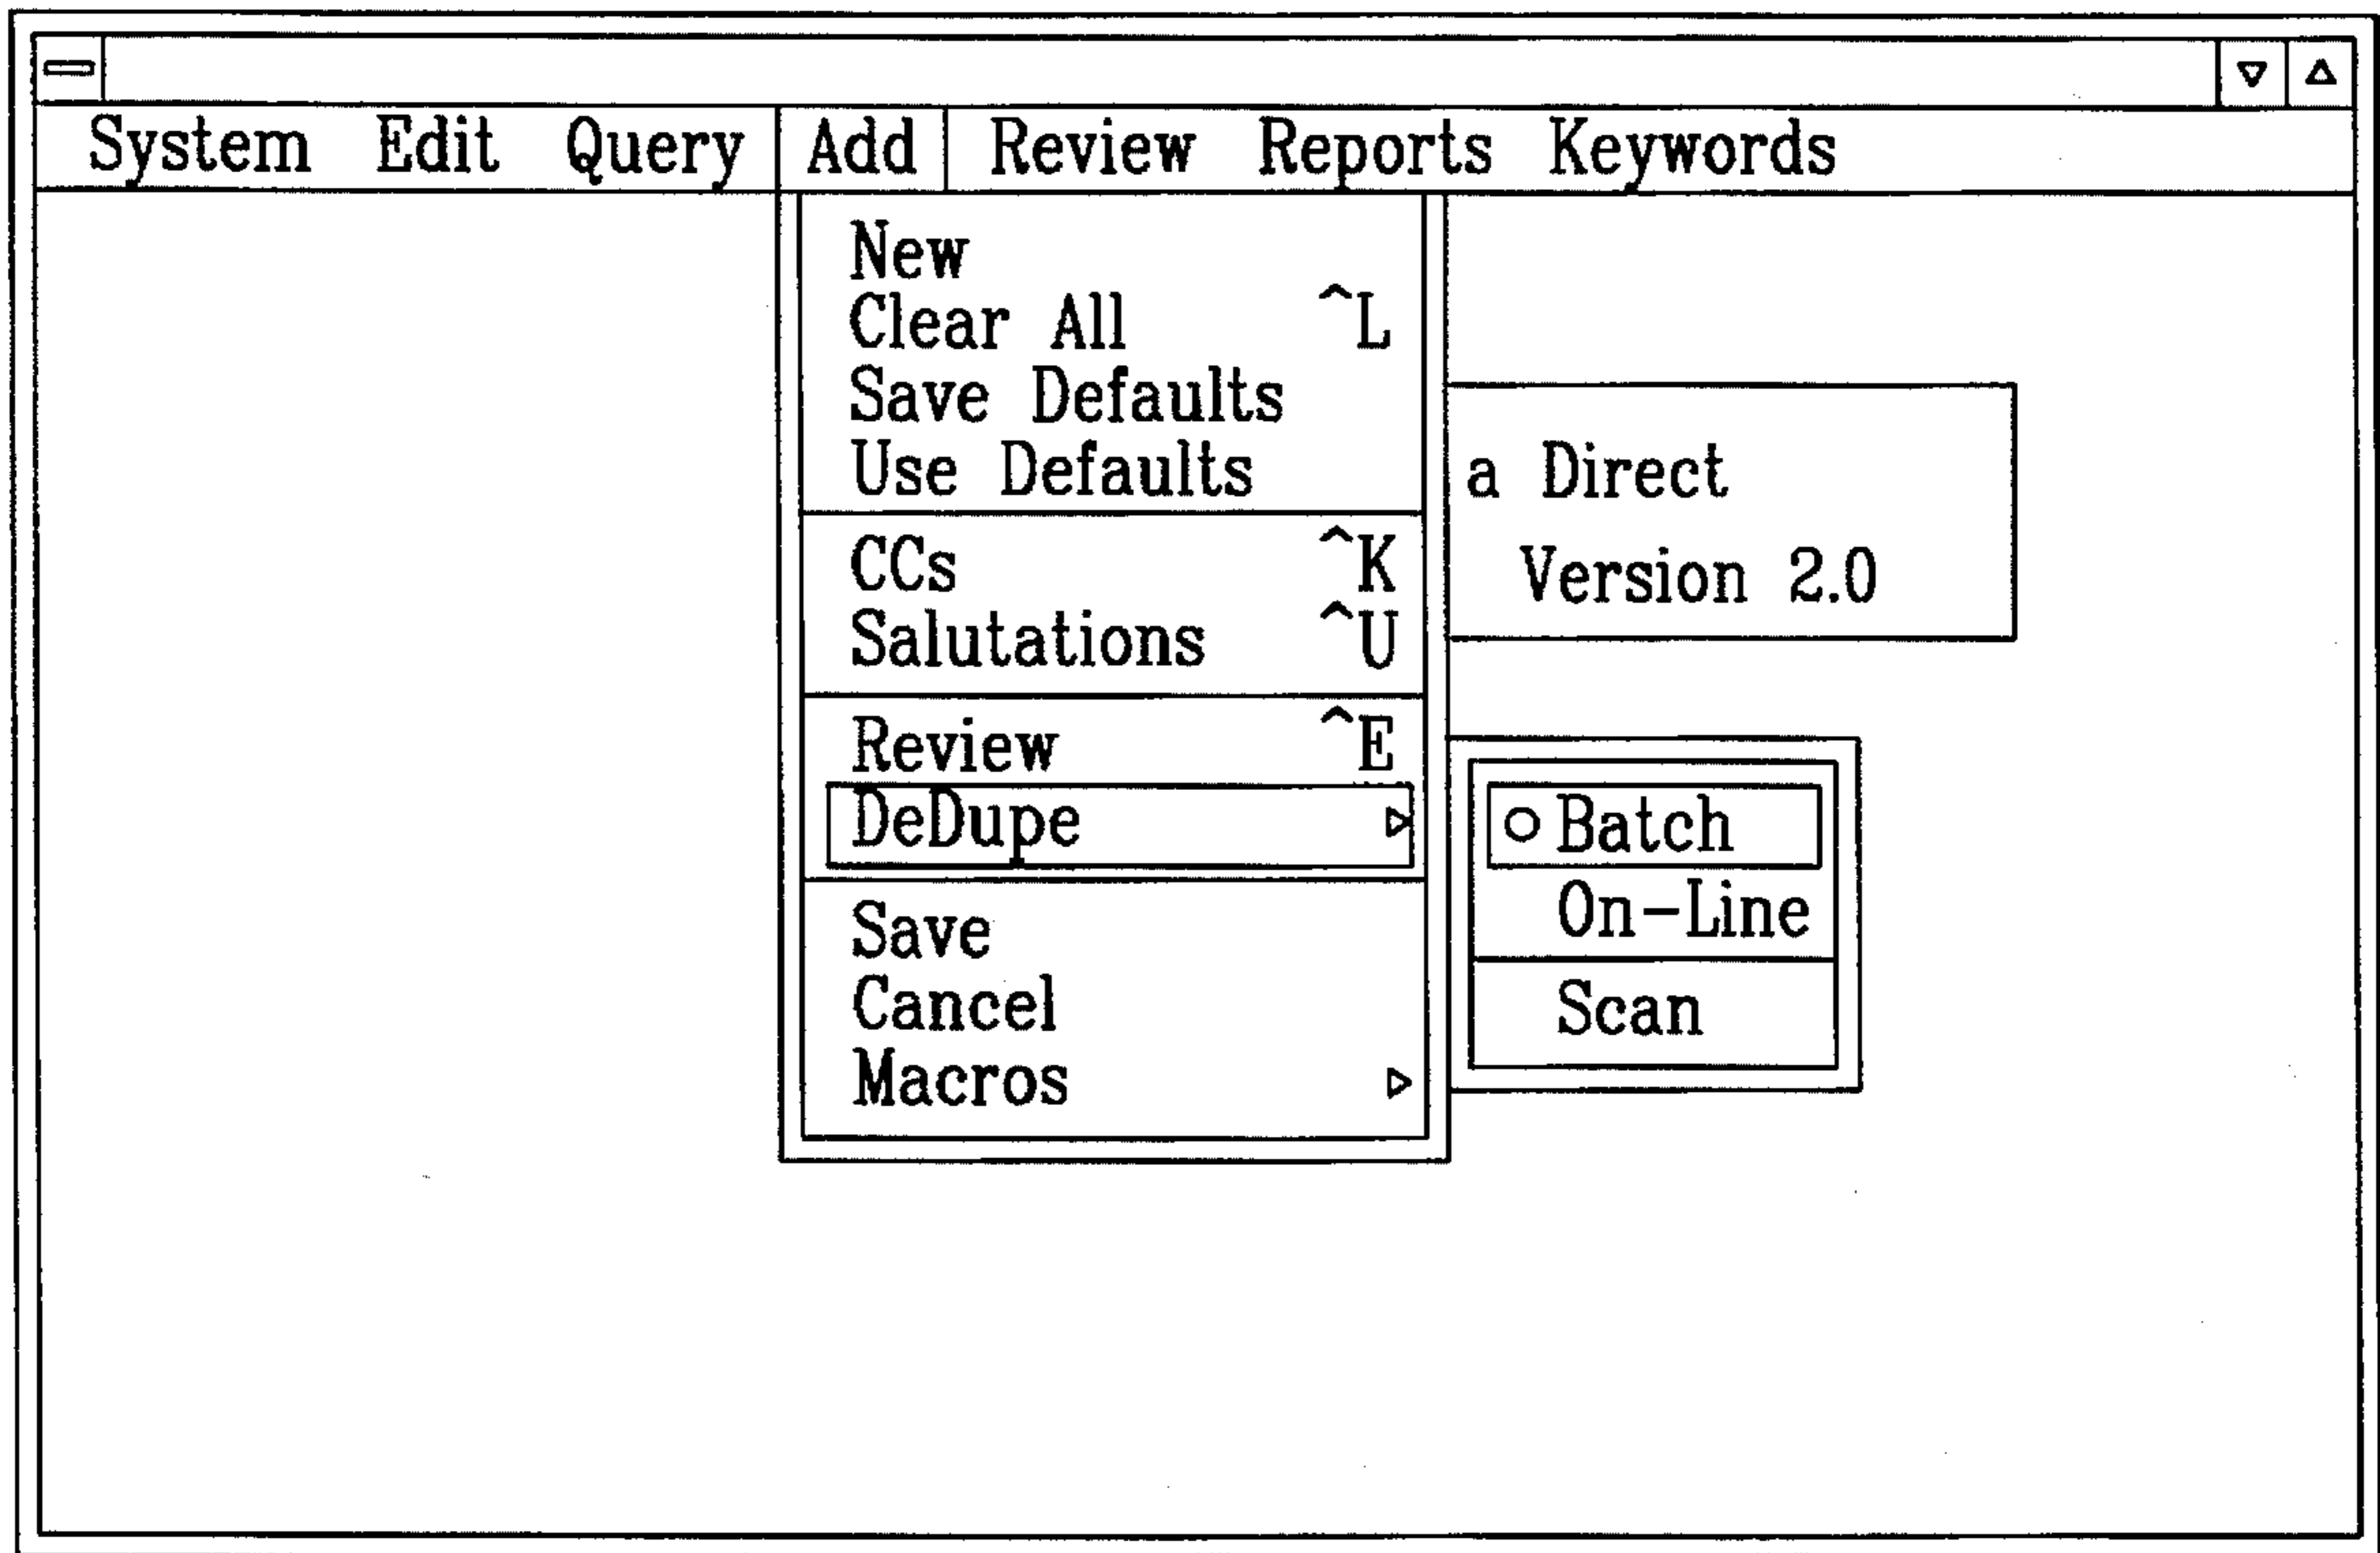 System Edit Query Add Review Reports Keywords
New
Clear All ^L
Save Defaults
Use Defaults
CCs ^K
Salutations ^U
Review ^E
DeDupe
Save
Cancel
Macros
a Direct
Version 2.0
Batch
On-Line
Scan